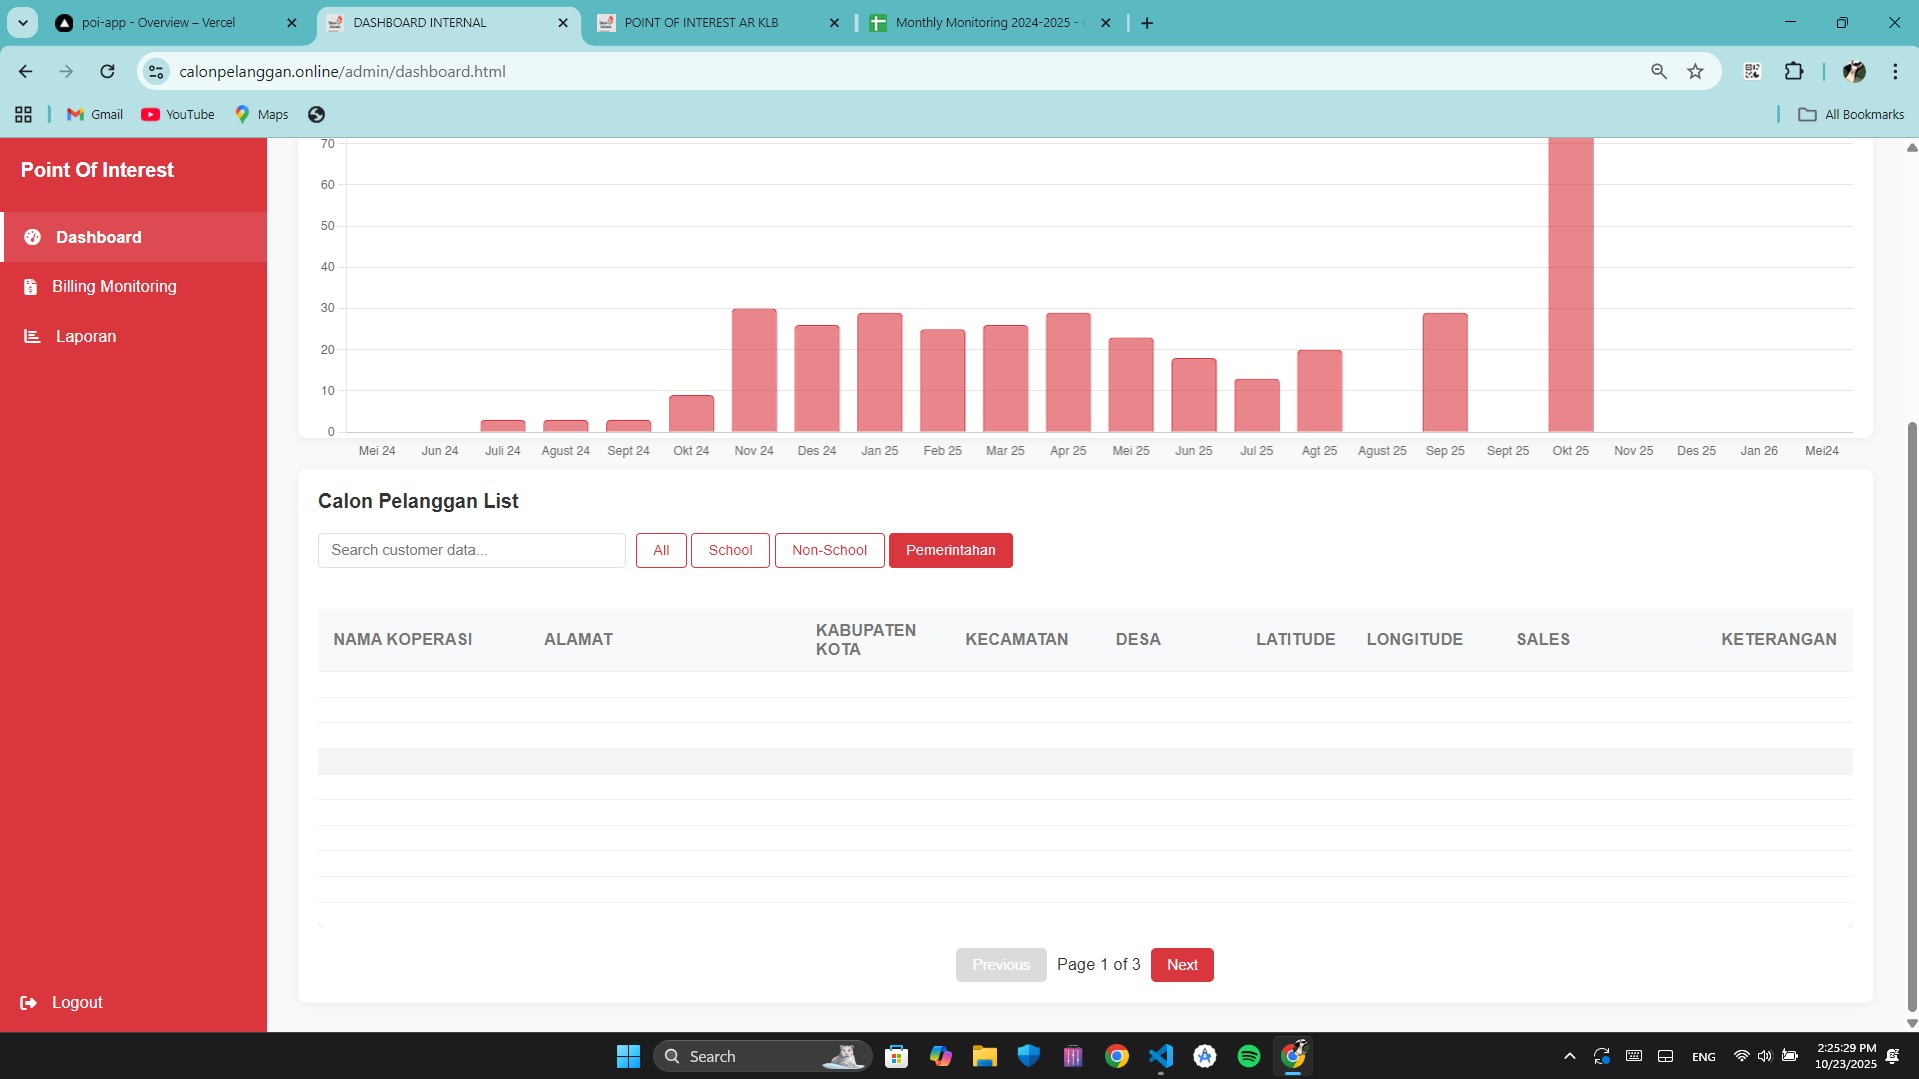 poi-app - Overview – Vercel
DASHBOARD INTERNAL
POINT OF INTEREST AR KLB
Monthly Monitoring 2024-2025 -
calonpelanggan.online/admin/dashboard.html
Gmail
YouTube
Maps
All Bookmarks
Point Of Interest
Dashboard
Billing Monitoring
Laporan
Logout
70
60
50
40
30
20
10
0
Mei 24 Jun 24 Juli 24 Agust 24 Sept 24 Okt 24 Nov 24 Des 24 Jan 25 Feb 25 Mar 25 Apr 25 Mei 25 Jun 25 Jul 25 Agt 25 Agust 25 Sep 25 Sept 25 Okt 25 Nov 25 Des 25 Jan 26 Mei24
Calon Pelanggan List
Search customer data...
All School Non-School Pemerintahan
NAMA KOPERASI ALAMAT KABUPATEN KOTA KECAMATAN DESA LATITUDE LONGITUDE SALES KETERANGAN
Previous Page 1 of 3 Next
Search
ENG
2:25:29 PM
10/23/2025